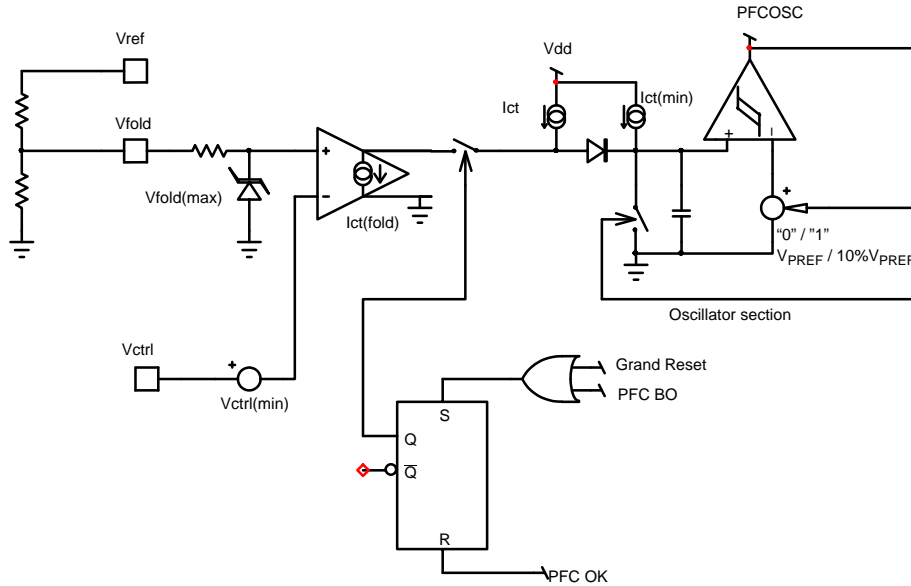 PFCOSC
Vref
Vdd
Ict
Ict(min)
Vfold
+
−
+
−
Vfold(max)
Ict(fold)
+
“0” / ”1”
VPREF / 10%VPREF
Oscillator section
Vctrl
+
Vctrl(min)
Grand Reset
PFC BO
S
Q
Q
R
PFC OK